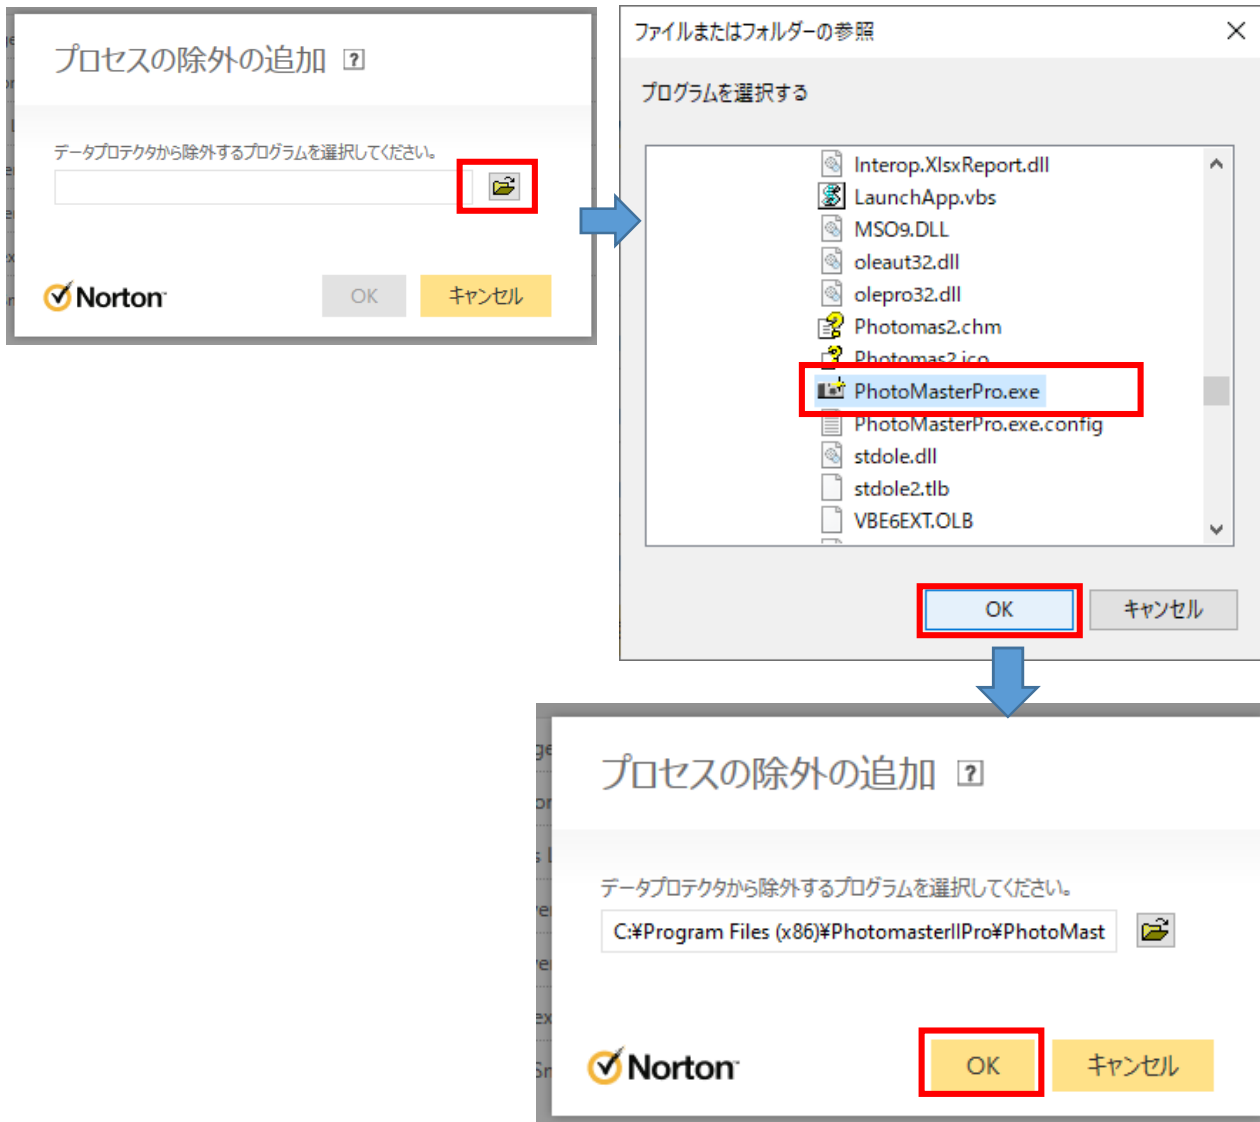 プロセスの除外の追加 ?
データプロテクタから除外するプログラムを選択してください。
Norton
OK
キャンセル
ファイルまたはフォルダーの参照
プログラムを選択する
Interop.XlsxReport.dll
LaunchApp.vbs
MSO9.DLL
oleaut32.dll
olepro32.dll
Photomas2.chm
Photomas2.ico
PhotoMasterPro.exe
PhotoMasterPro.exe.config
stdole.dll
stdole2.tlb
VBE6EXT.OLB
OK
キャンセル
プロセスの除外の追加 ?
データプロテクタから除外するプログラムを選択してください。
C:¥Program Files (x86)¥PhotomasterIIPro¥PhotoMast
Norton
OK
キャンセル